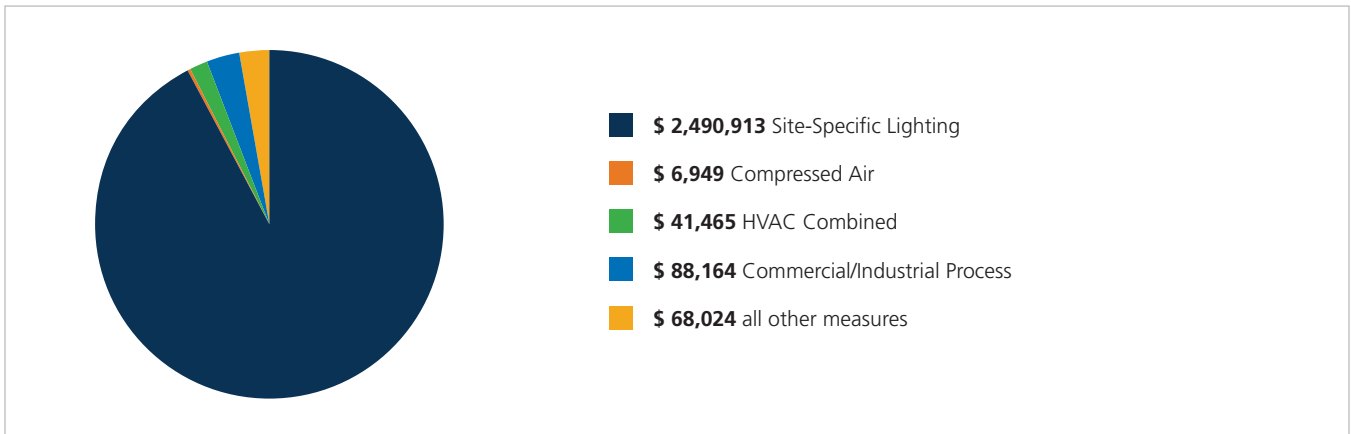 $ 2,490,913 Site-Specific Lighting
$ 6,949 Compressed Air
$ 41,465 HVAC Combined
$ 88,164 Commercial/Industrial Process
$ 68,024 all other measures